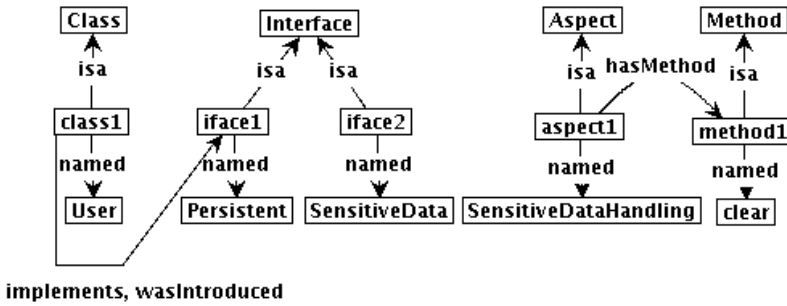 Class Interface Aspect Method
isa isa isa isa hasMethod isa
class1 iface1 iface2 aspect1 method1
named named named named named
User Persistent SensitiveData SensitiveDataHandling clear
implements, wasIntroduced